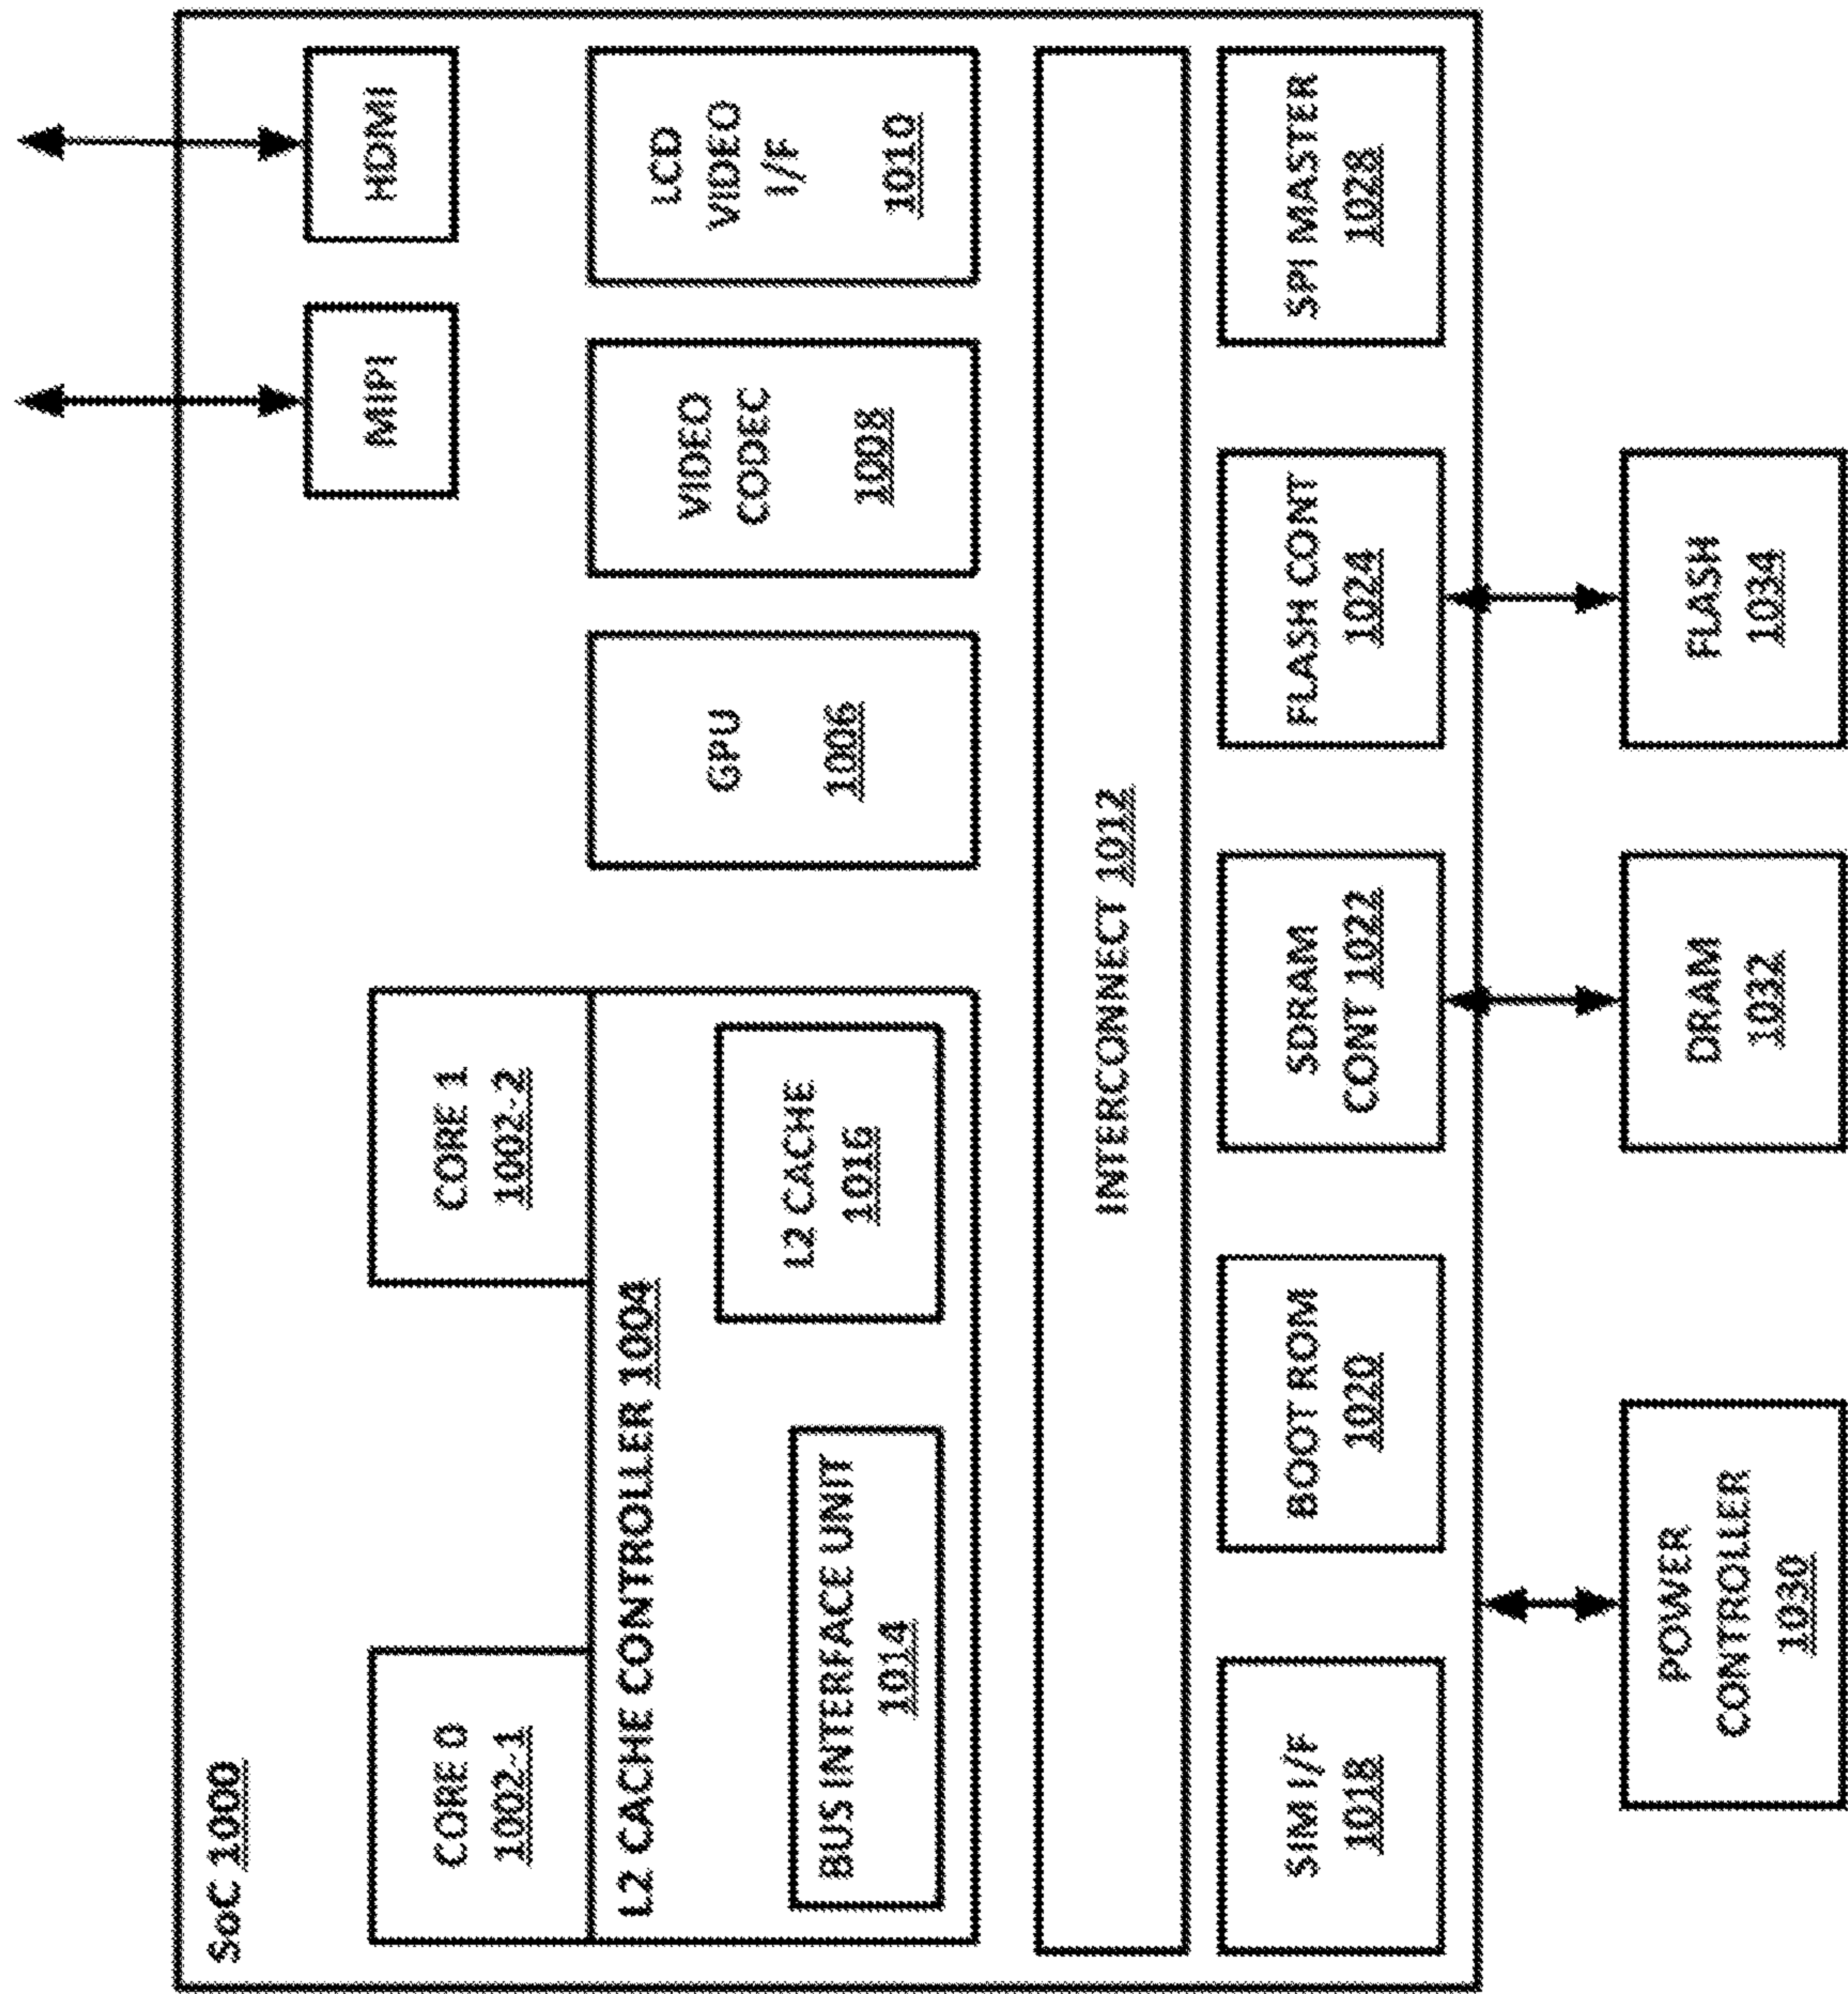 SoC 1000
MIPI
HDMI
CORE 0
1002-1
CORE 1
1002-2
L2 CACHE CONTROLLER 1004
BUS INTERFACE UNIT
1014
L2 CACHE
1016
GPU
1006
VIDEO
CODEC
1008
LCD
VIDEO
I/F
1010
INTERCONNECT 1012
SIM I/F
1018
BOOT ROM
1020
SDRAM
CONT 1022
FLASH CONT
1024
SPI MASTER
1028
POWER
CONTROLLER
1030
DRAM
1032
FLASH
1034